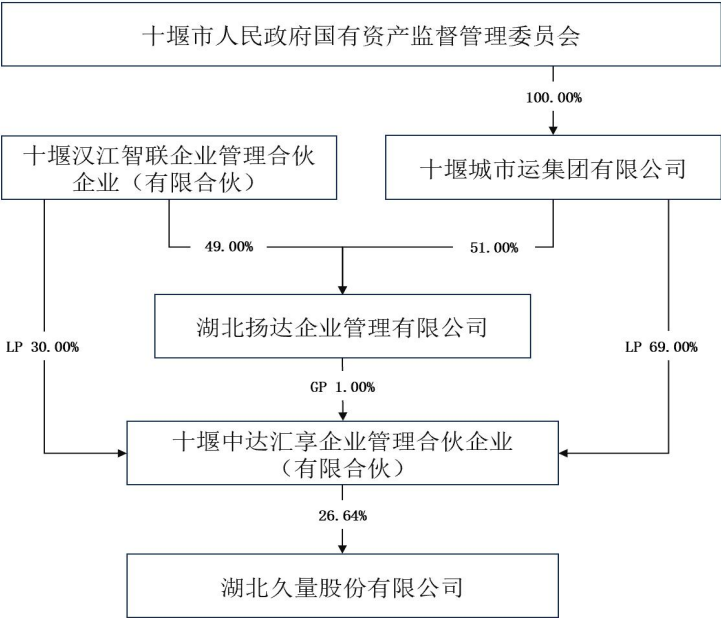 十堰市人民政府国有资产监督管理委员会
100.00%
十堰汉江智联企业管理合伙
企业（有限合伙）
十堰城市运集团有限公司
49.00%
51.00%
湖北扬达企业管理有限公司
LP 30.00%
LP 69.00%
GP 1.00%
十堰中达汇享企业管理合伙企业
（有限合伙）
26.64%
湖北久量股份有限公司